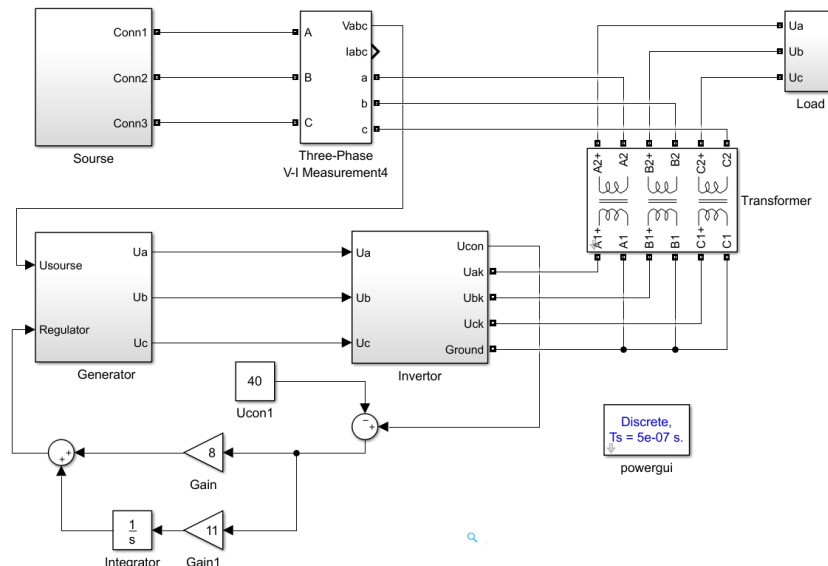 Conn1
Conn2
Conn3
Sourse
A
B
C
Vabc
Iabc
a
b
c
Three-Phase
V-I Measurement4
Ua
Ub
Uc
Load
A2+
A2
B2+
B2
C2+
C2
A1+
A1
B1+
B1
C1+
C1
Transformer
Usourse
Regulator
Ua
Ub
Uc
Generator
Ua
Ub
Uc
Ucon
Uak
Ubk
Uck
Ground
Invertor
40
Ucon1
−
+
Discrete,
Ts = 5e-07 s.
powergui
+
+
8
Gain
1
s
Integrator
11
Gain1